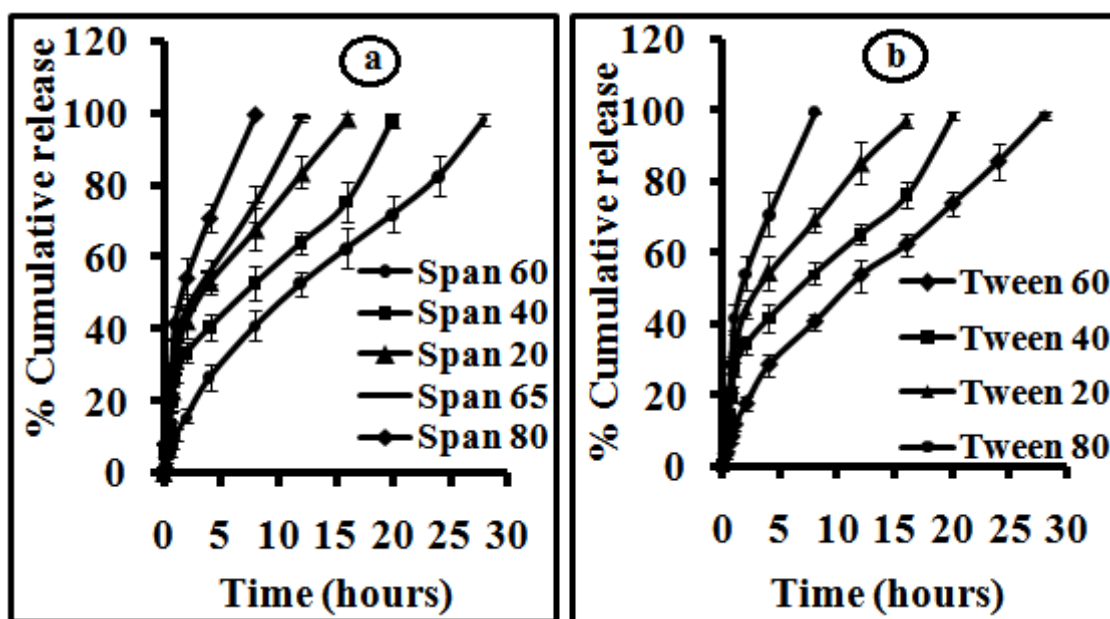 a
% Cumulative release
120
100
80
60
40
20
0
Span 60
Span 40
Span 20
Span 65
Span 80
0 5 10 15 20 25 30
Time (hours)
b
% Cumulative release
120
100
80
60
40
20
0
Tween 60
Tween 40
Tween 20
Tween 80
0 5 10 15 20 25 30
Time (hours)